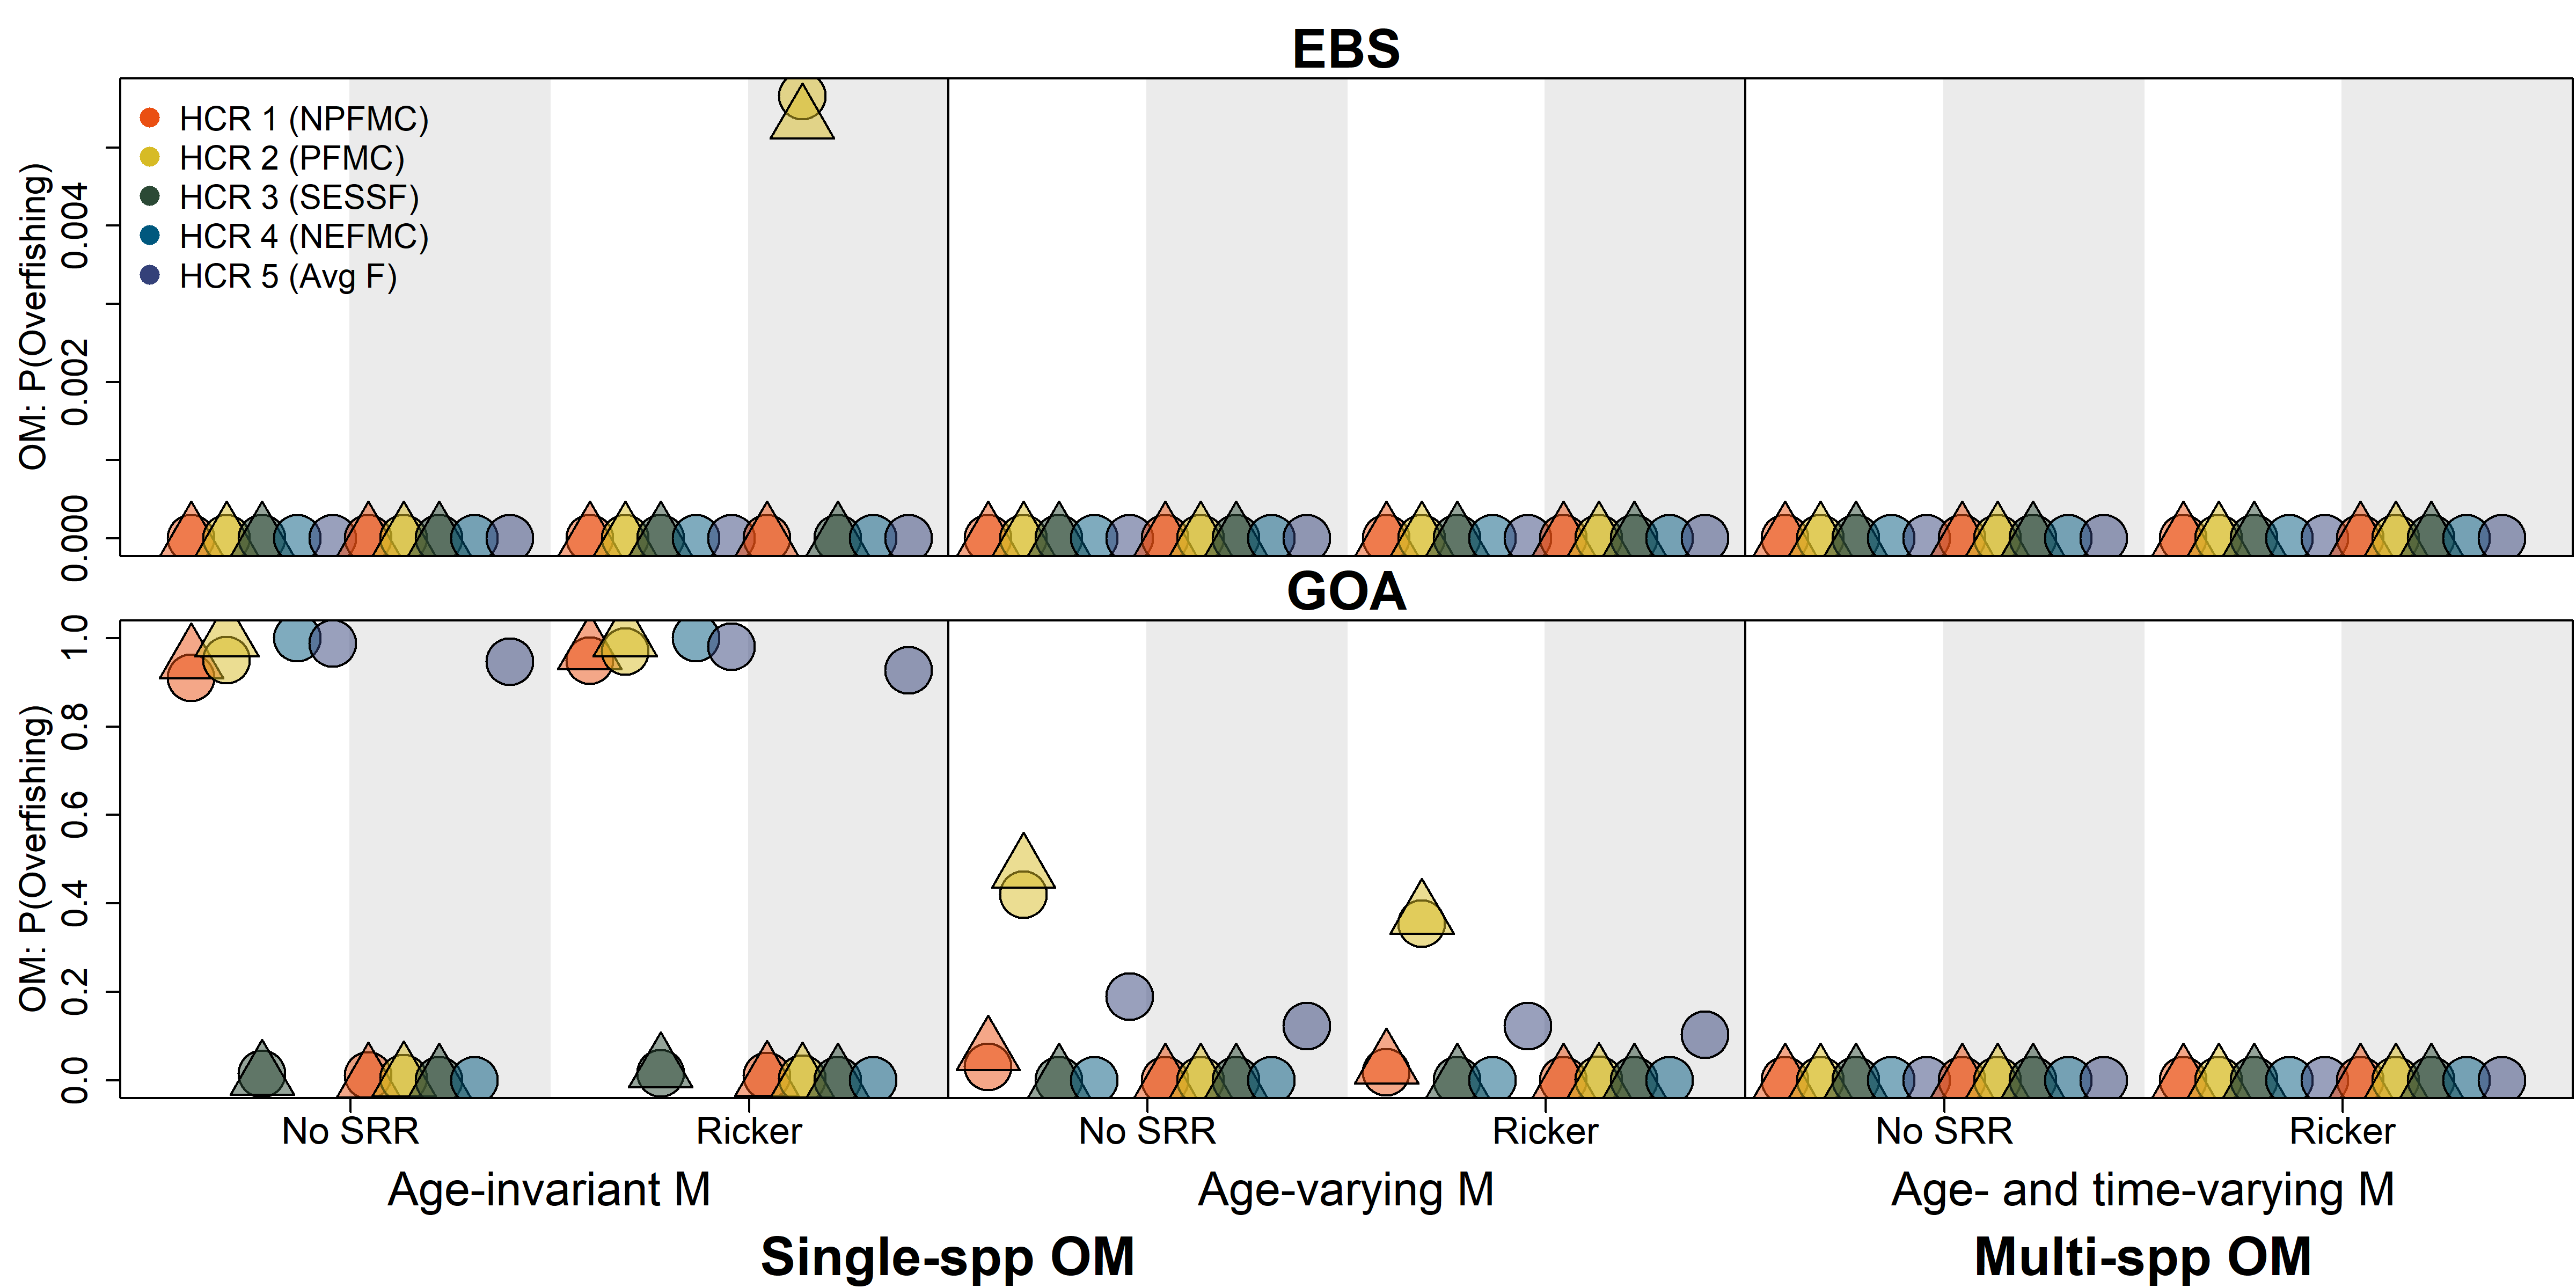 EBS
OM: P(Overfishing)
0.004
0.002
0.000
HCR 1 (NPFMC)
HCR 2 (PFMC)
HCR 3 (SESSF)
HCR 4 (NEFMC)
HCR 5 (Avg F)
GOA
OM: P(Overfishing)
1.0
0.8
0.6
0.4
0.2
0.0
No SRR Ricker No SRR Ricker No SRR Ricker
Age-invariant M Age-varying M Age- and time-varying M
Single-spp OM Multi-spp OM